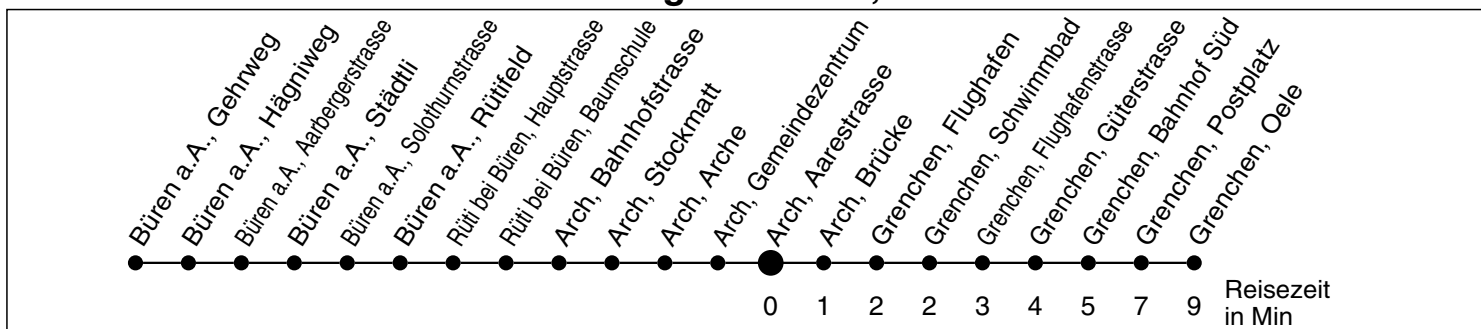 Büren a.A., Gehrweg
Büren a.A., Hägniweg
Büren a.A., Aarbergerstrasse
Büren a.A., Städtli
Büren a.A., Solothurnstrasse
Büren a.A., Rütifeld
Rüti bei Büren, Hauptstrasse
Rüti bei Büren, Baumschule
Arch, Bahnhofstrasse
Arch, Stockmatt
Arch, Arche
Arch, Gemeindezentrum
Arch, Aarestrasse
Arch, Brücke
Grenchen, Flughafen
Grenchen, Schwimmbad
Grenchen, Flughafenstrasse
Grenchen, Güterstrasse
Grenchen, Bahnhof Süd
Grenchen, Postplatz
Grenchen, Oele
0 1 2 2 3 4 5 7 9
Reisezeit
in Min